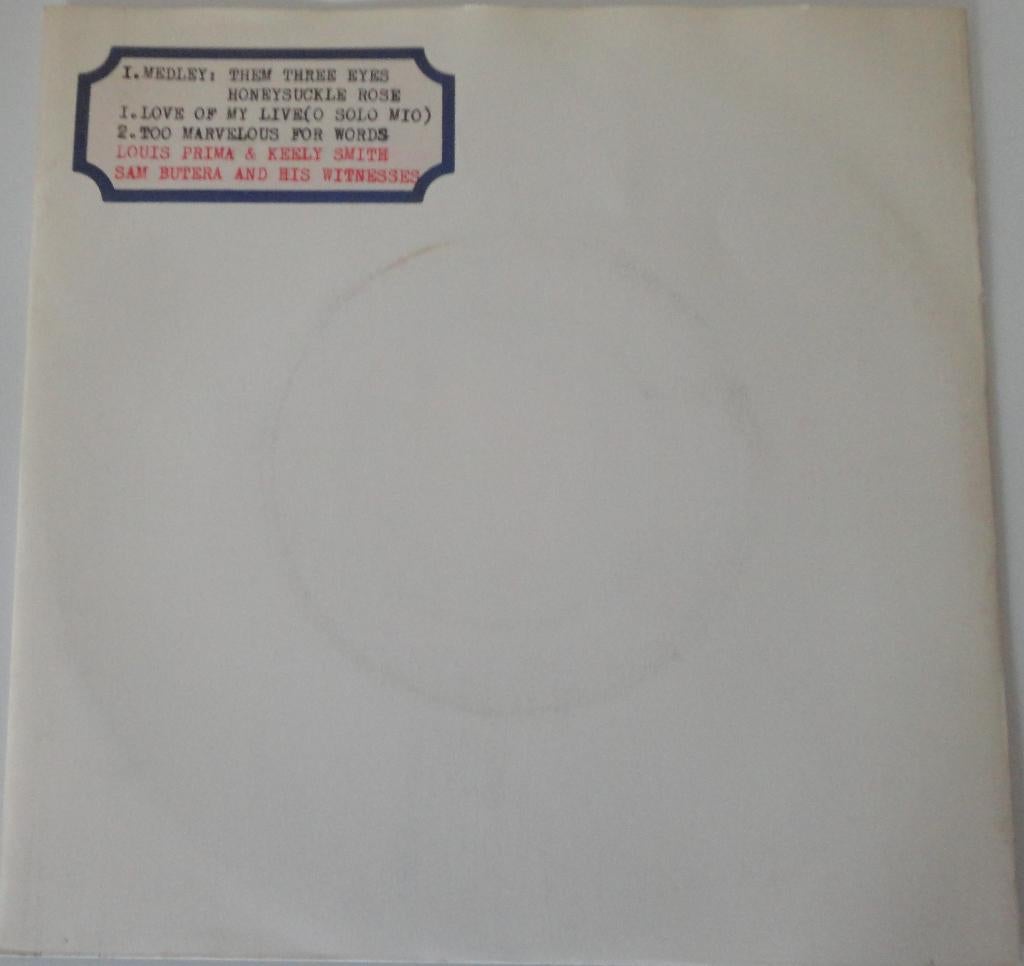 I.MEDLEY: THEM THREE EYES
HONEYSUCKLE ROSE
1.LOVE OF MY LIVE(O SOLO MIO)
2.TOO MARVELOUS FOR WORDS
LOUIS PRIMA & KEELY SMITH
SAM BUTERA AND HIS WITNESSES